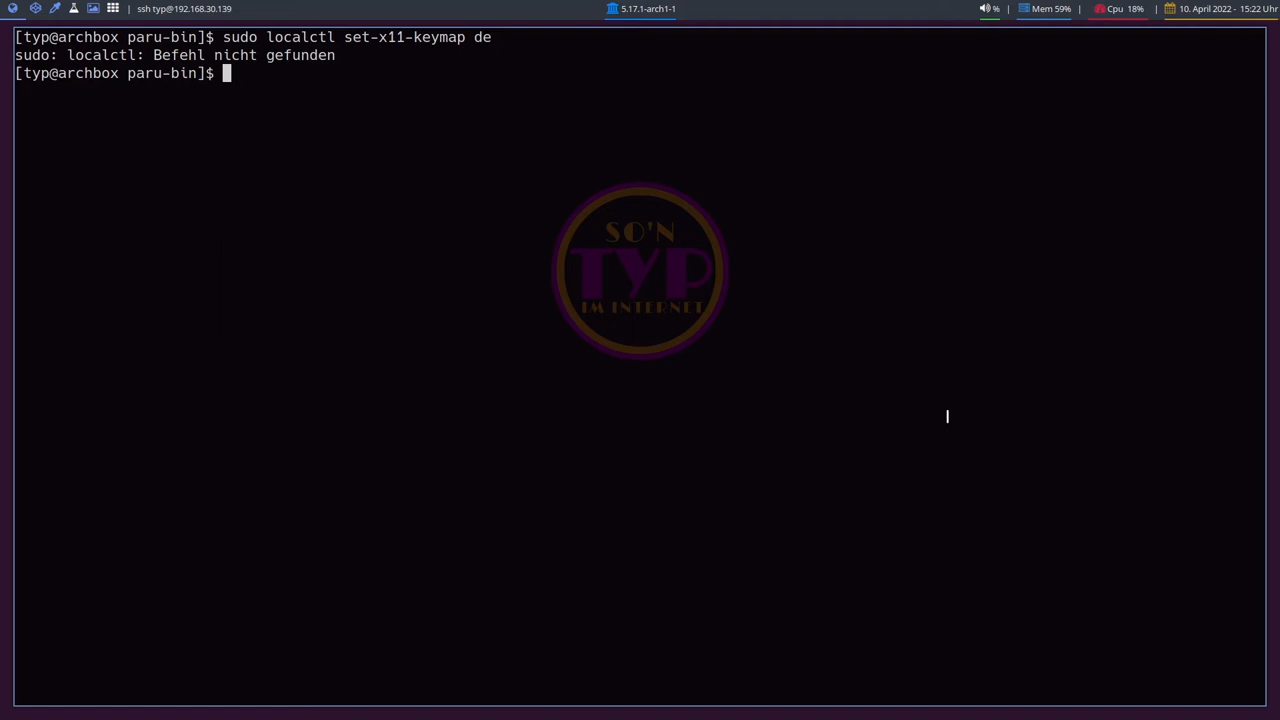 ssh typ@192.168.30.139
5.17.1-arch1-1
% | Mem 59% | Cpu 18% | 10. April 2022 - 15:22 Uhr
[typ@archbox paru-bin]$ sudo localctl set-x11-keymap de
sudo: localctl: Befehl nicht gefunden
[typ@archbox paru-bin]$
SO'N
TYP
IM INTERNET